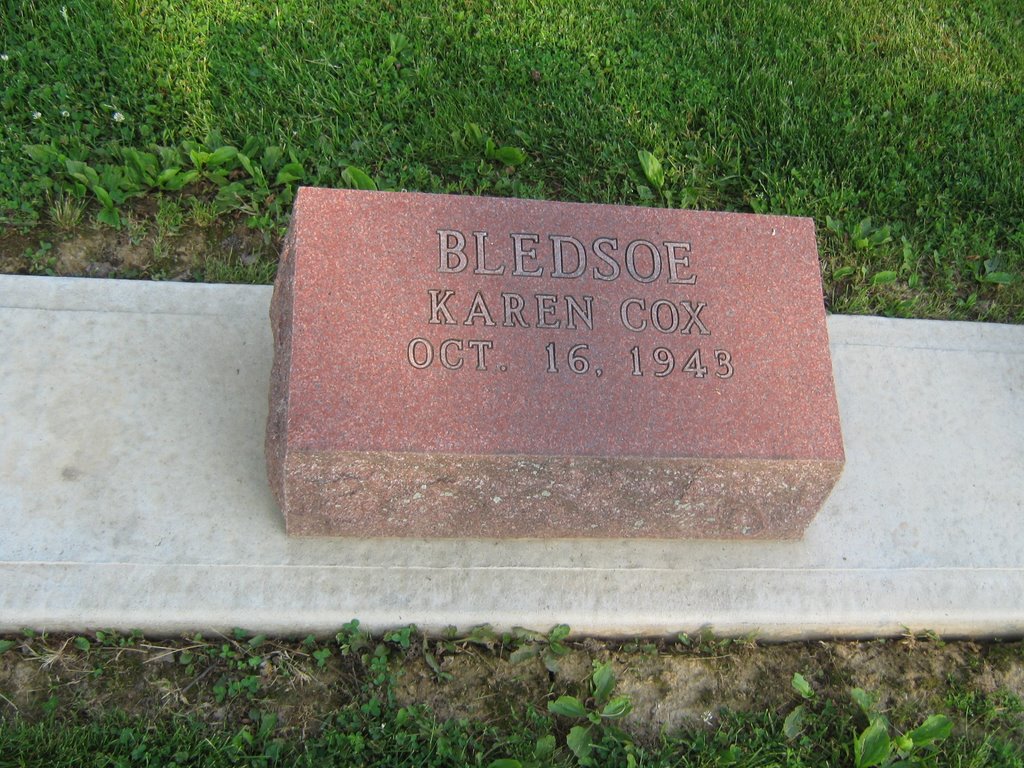 BLEDSOE
KAREN COX
OCT. 16, 1943